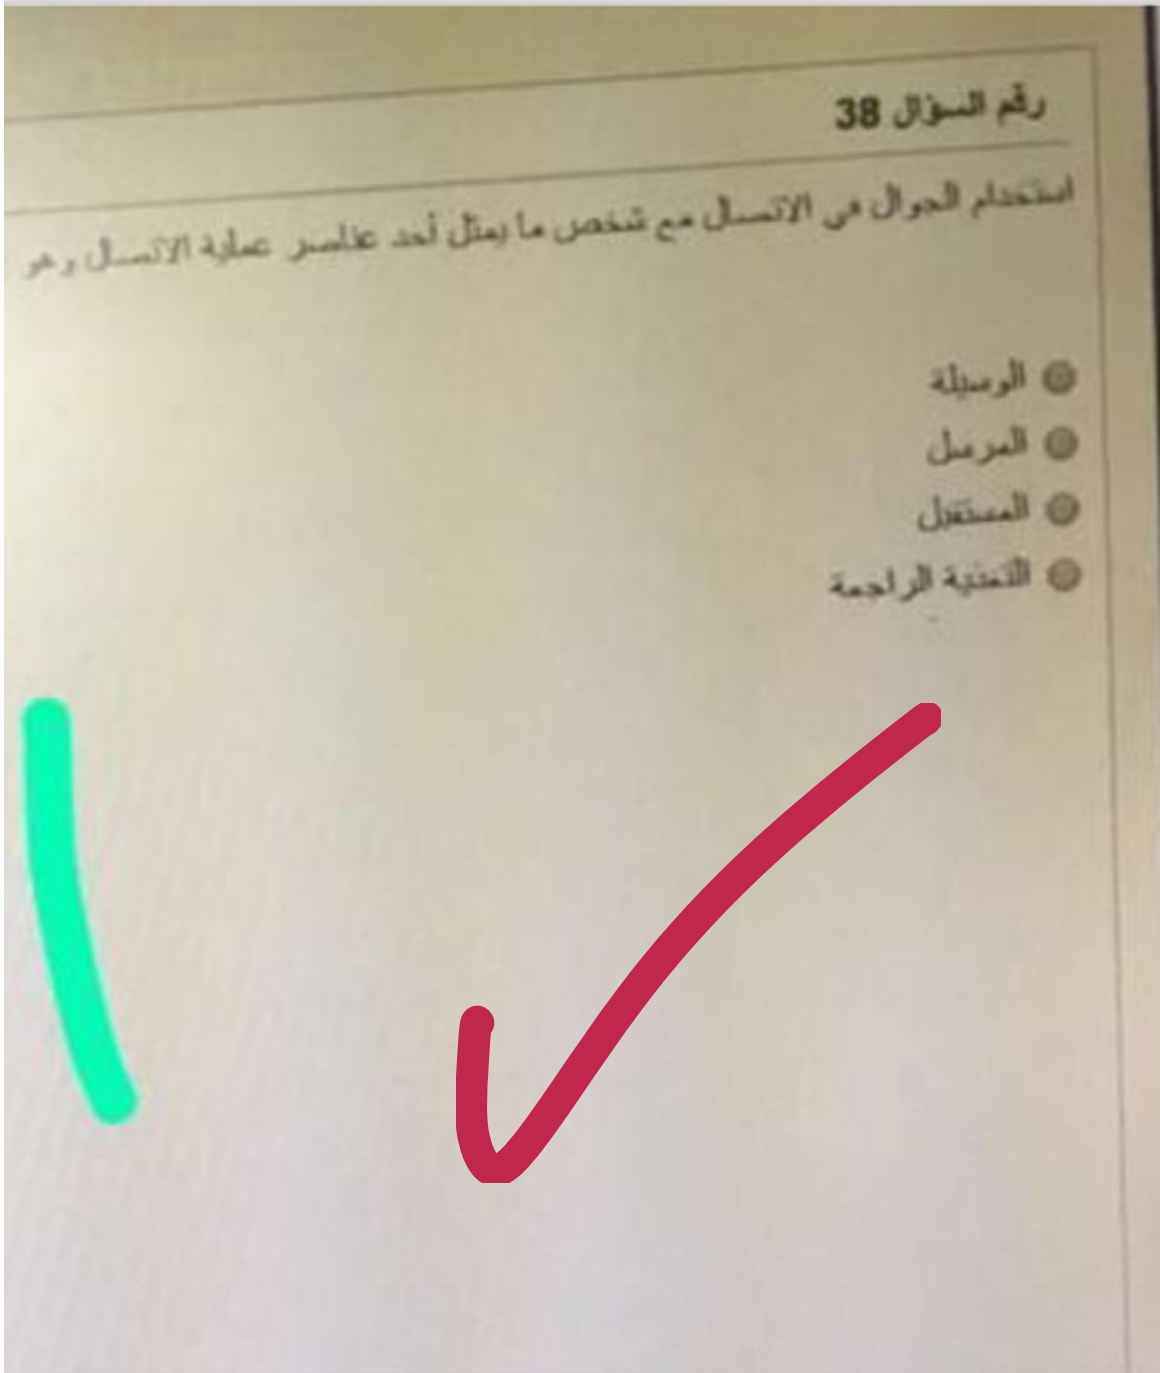 رقم السؤال 38
استخدام الجوال في الاتصال مع شخص ما يمثل أحد عناصر عملية الاتصال وهو
الوسيلة
المرسل
المستقبل
التغذية الراجعة